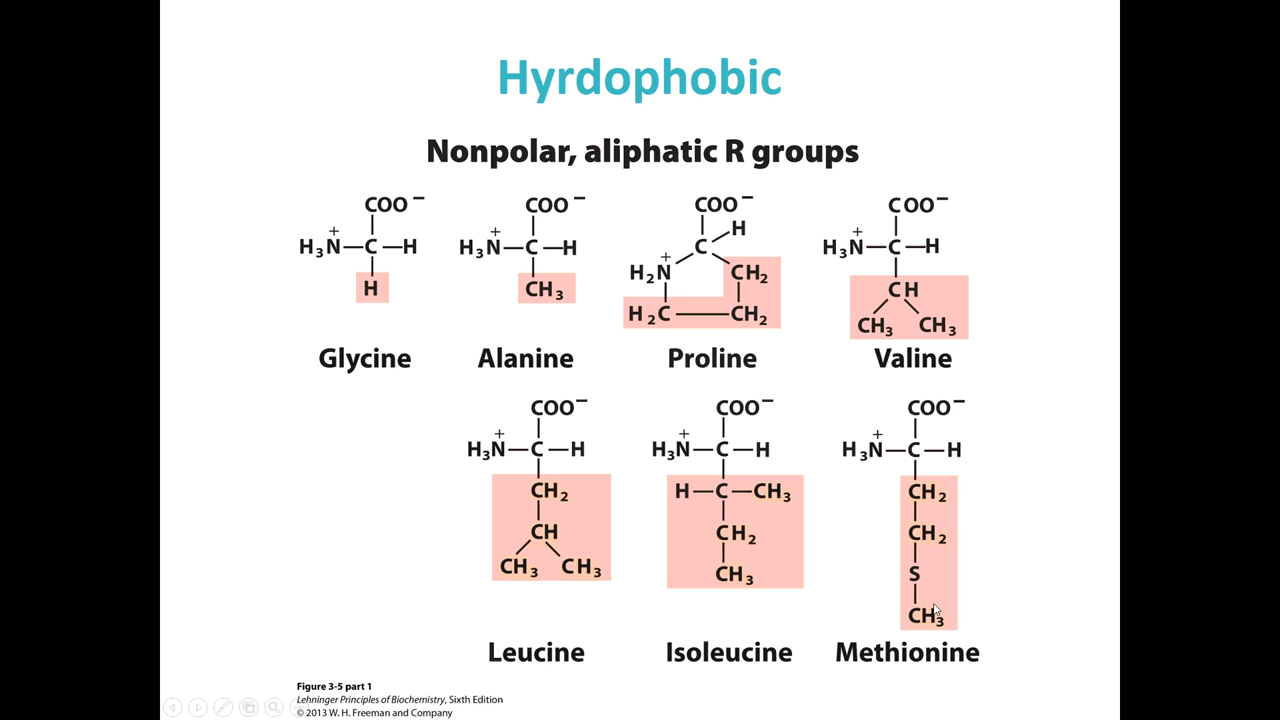 Hyrdophobic
Nonpolar, aliphatic R groups
COO⁻ COO⁻ COO⁻ COO⁻
H
H₃N⁺—C—H H₃N⁺—C—H C H₃N⁺—C—H
H₂N⁺ CH₂
H CH₃ CH
H₂C CH₂
CH₃ CH₃
Glycine Alanine Proline Valine
COO⁻ COO⁻ COO⁻
H₃N⁺—C—H H₃N⁺—C—H H₃N⁺—C—H
CH₂ H—C—CH₃ CH₂
CH CH₂ CH₂
CH₃ CH₃ CH₃ S
CH₃
Leucine Isoleucine Methionine
Figure 3-5 part 1
Lehninger Principles of Biochemistry, Sixth Edition
© 2013 W. H. Freeman and Company